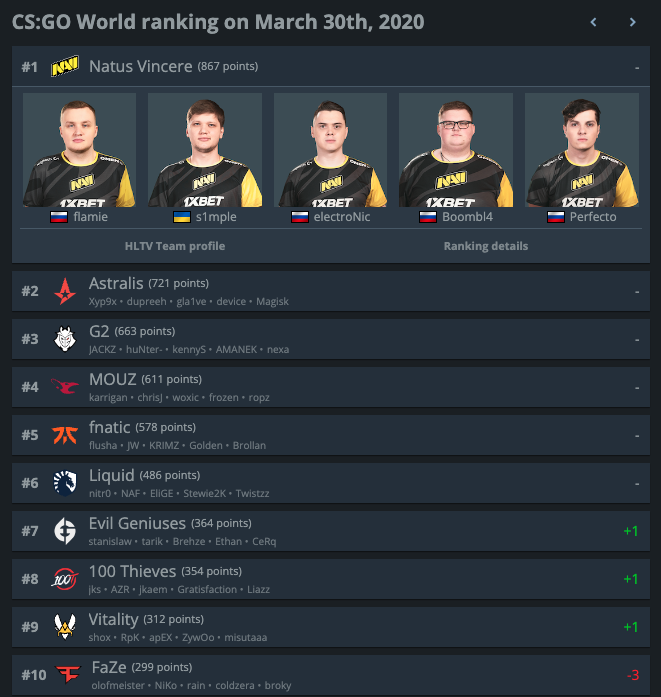 CS:GO World ranking on March 30th, 2020
#1 Natus Vincere (867 points) -
1XBET 1XBET 1XBET 1XBET 1XBET
flamie s1mple electroNic Boombl4 Perfecto
HLTV Team profile Ranking details
#2 Astralis (721 points) -
Xyp9x • dupreeh • gla1ve • device • Magisk
#3 G2 (663 points) -
JACKZ • huNter- • kennyS • AMANEK • nexa
#4 MOUZ (611 points) -
karrigan • chrisJ • woxic • frozen • ropz
#5 fnatic (578 points) -
flusha • JW • KRIMZ • Golden • Brollan
#6 Liquid (486 points) -
nitr0 • NAF • EliGE • Stewie2K • Twistzz
#7 Evil Geniuses (364 points) +1
stanislaw • tarik • Brehze • Ethan • CeRq
#8 100 Thieves (354 points) +1
jks • AZR • jkaem • Gratisfaction • Liazz
#9 Vitality (312 points) +1
shox • RpK • apEX • ZywOo • misutaaa
#10 FaZe (299 points) -3
olofmeister • NiKo • rain • coldzera • broky